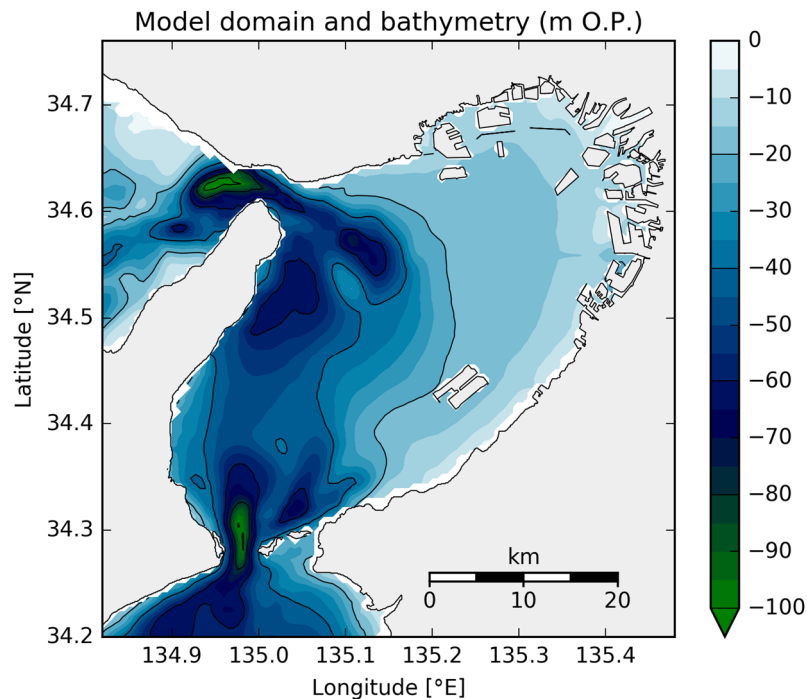 Model domain and bathymetry (m O.P.)
Latitude [°N]
34.7
34.6
34.5
34.4
34.3
34.2
134.9 135.0 135.1 135.2 135.3 135.4
Longitude [°E]
km
0 10 20
0
−10
−20
−30
−40
−50
−60
−70
−80
−90
−100